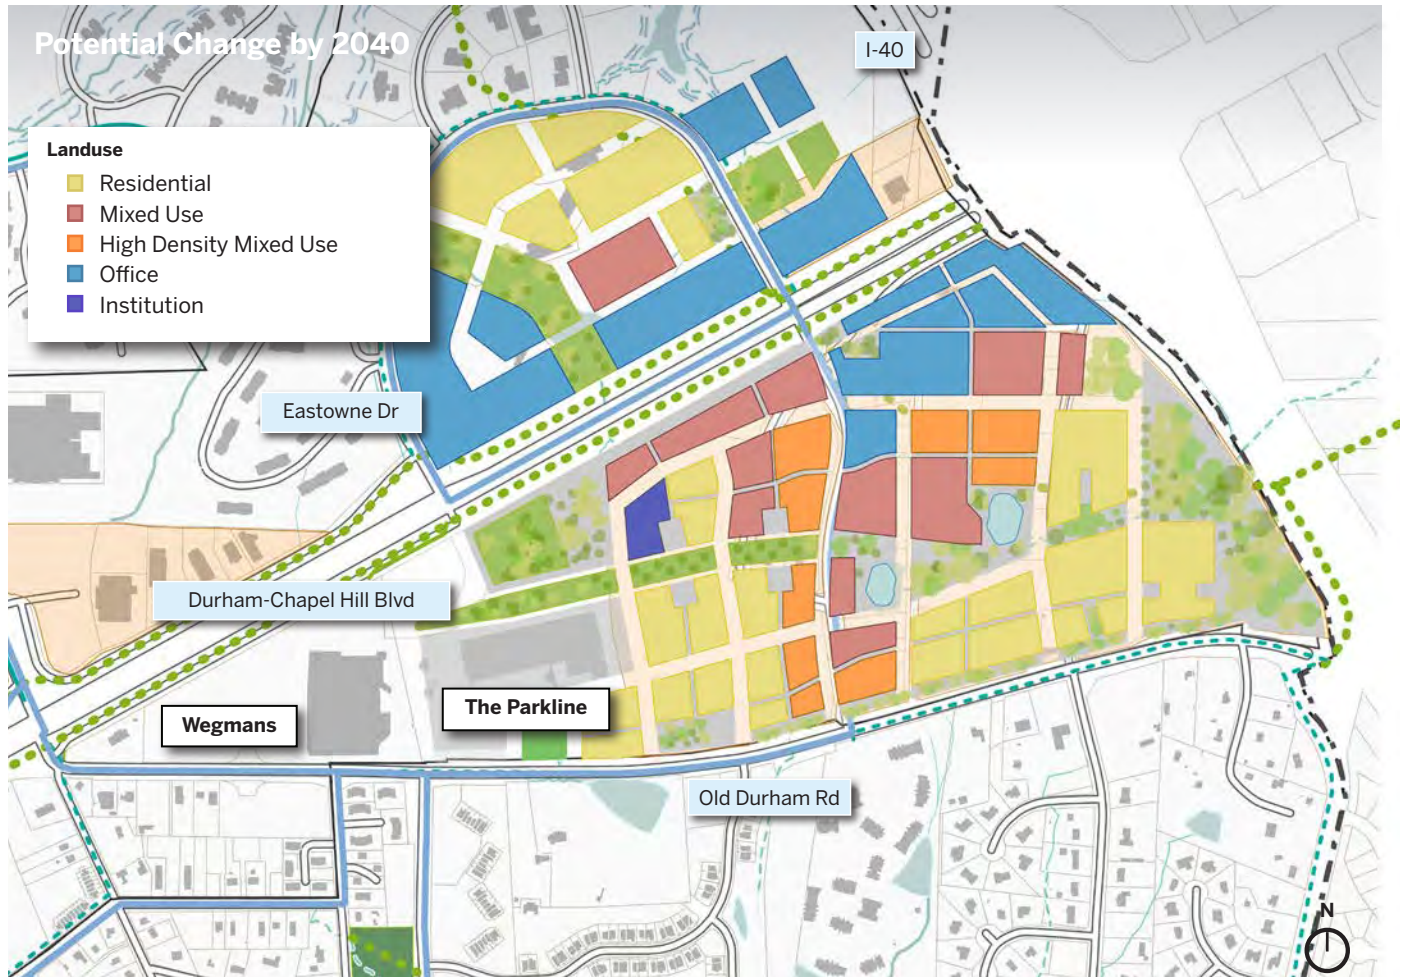 Potential Change by 2040
I-40
Landuse
Residential
Mixed Use
High Density Mixed Use
Office
Institution
Eastowne Dr
Durham-Chapel Hill Blvd
The Parkline
Wegmans
Old Durham Rd
N